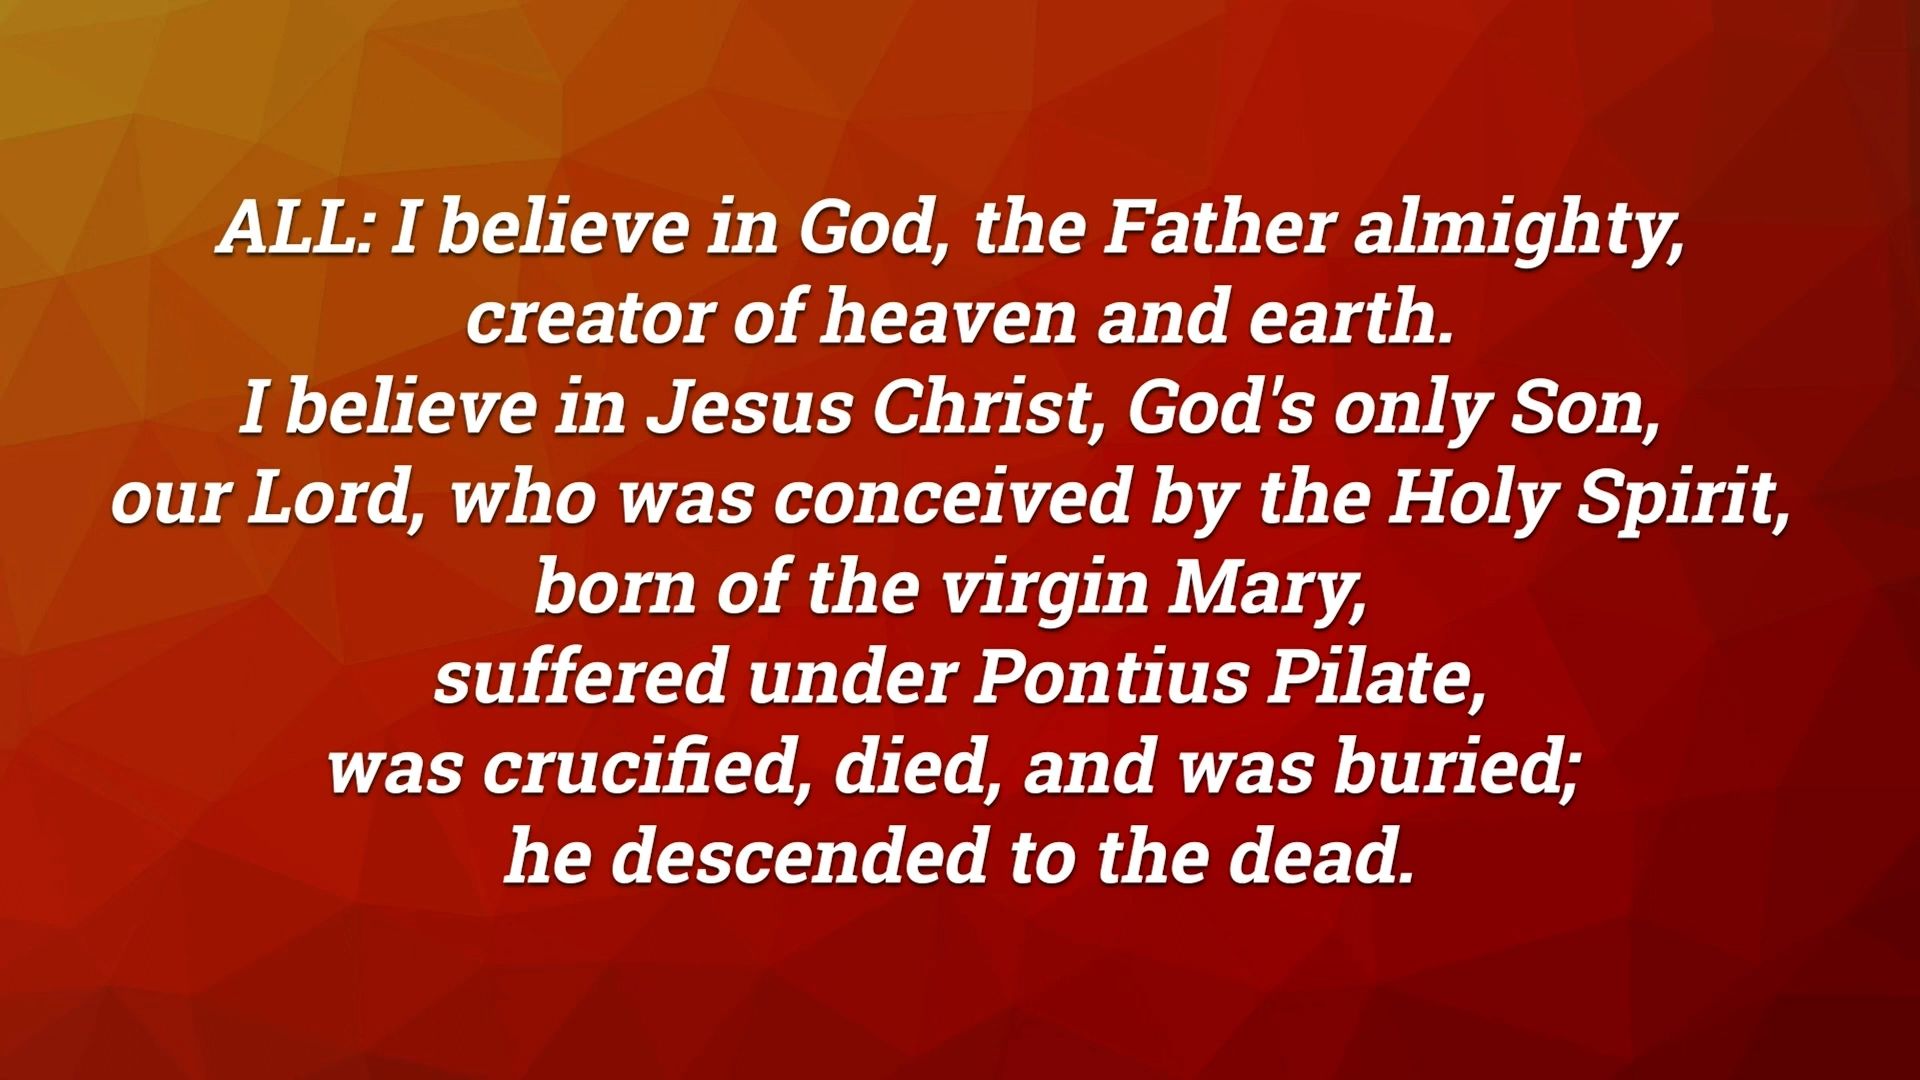 ALL: I believe in God, the Father almighty,
creator of heaven and earth.
I believe in Jesus Christ, God's only Son,
our Lord, who was conceived by the Holy Spirit,
born of the virgin Mary,
suffered under Pontius Pilate,
was crucified, died, and was buried;
he descended to the dead.